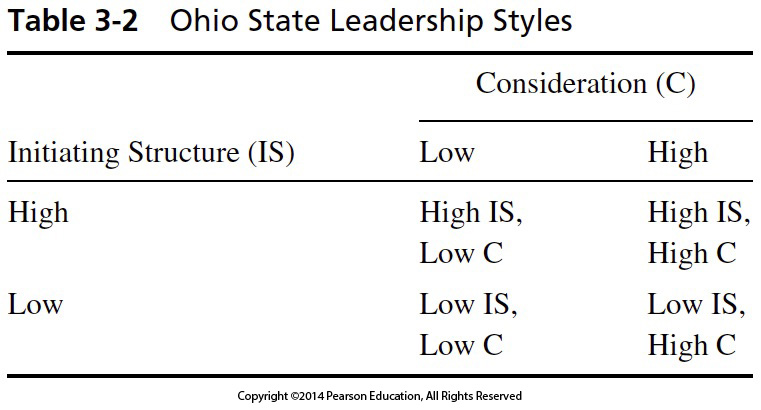 Table 3-2 Ohio State Leadership Styles
Consideration (C)
Initiating Structure (IS) Low High
High High IS, High IS,
Low C High C
Low Low IS, Low IS,
Low C High C
Copyright ©2014 Pearson Education, All Rights Reserved